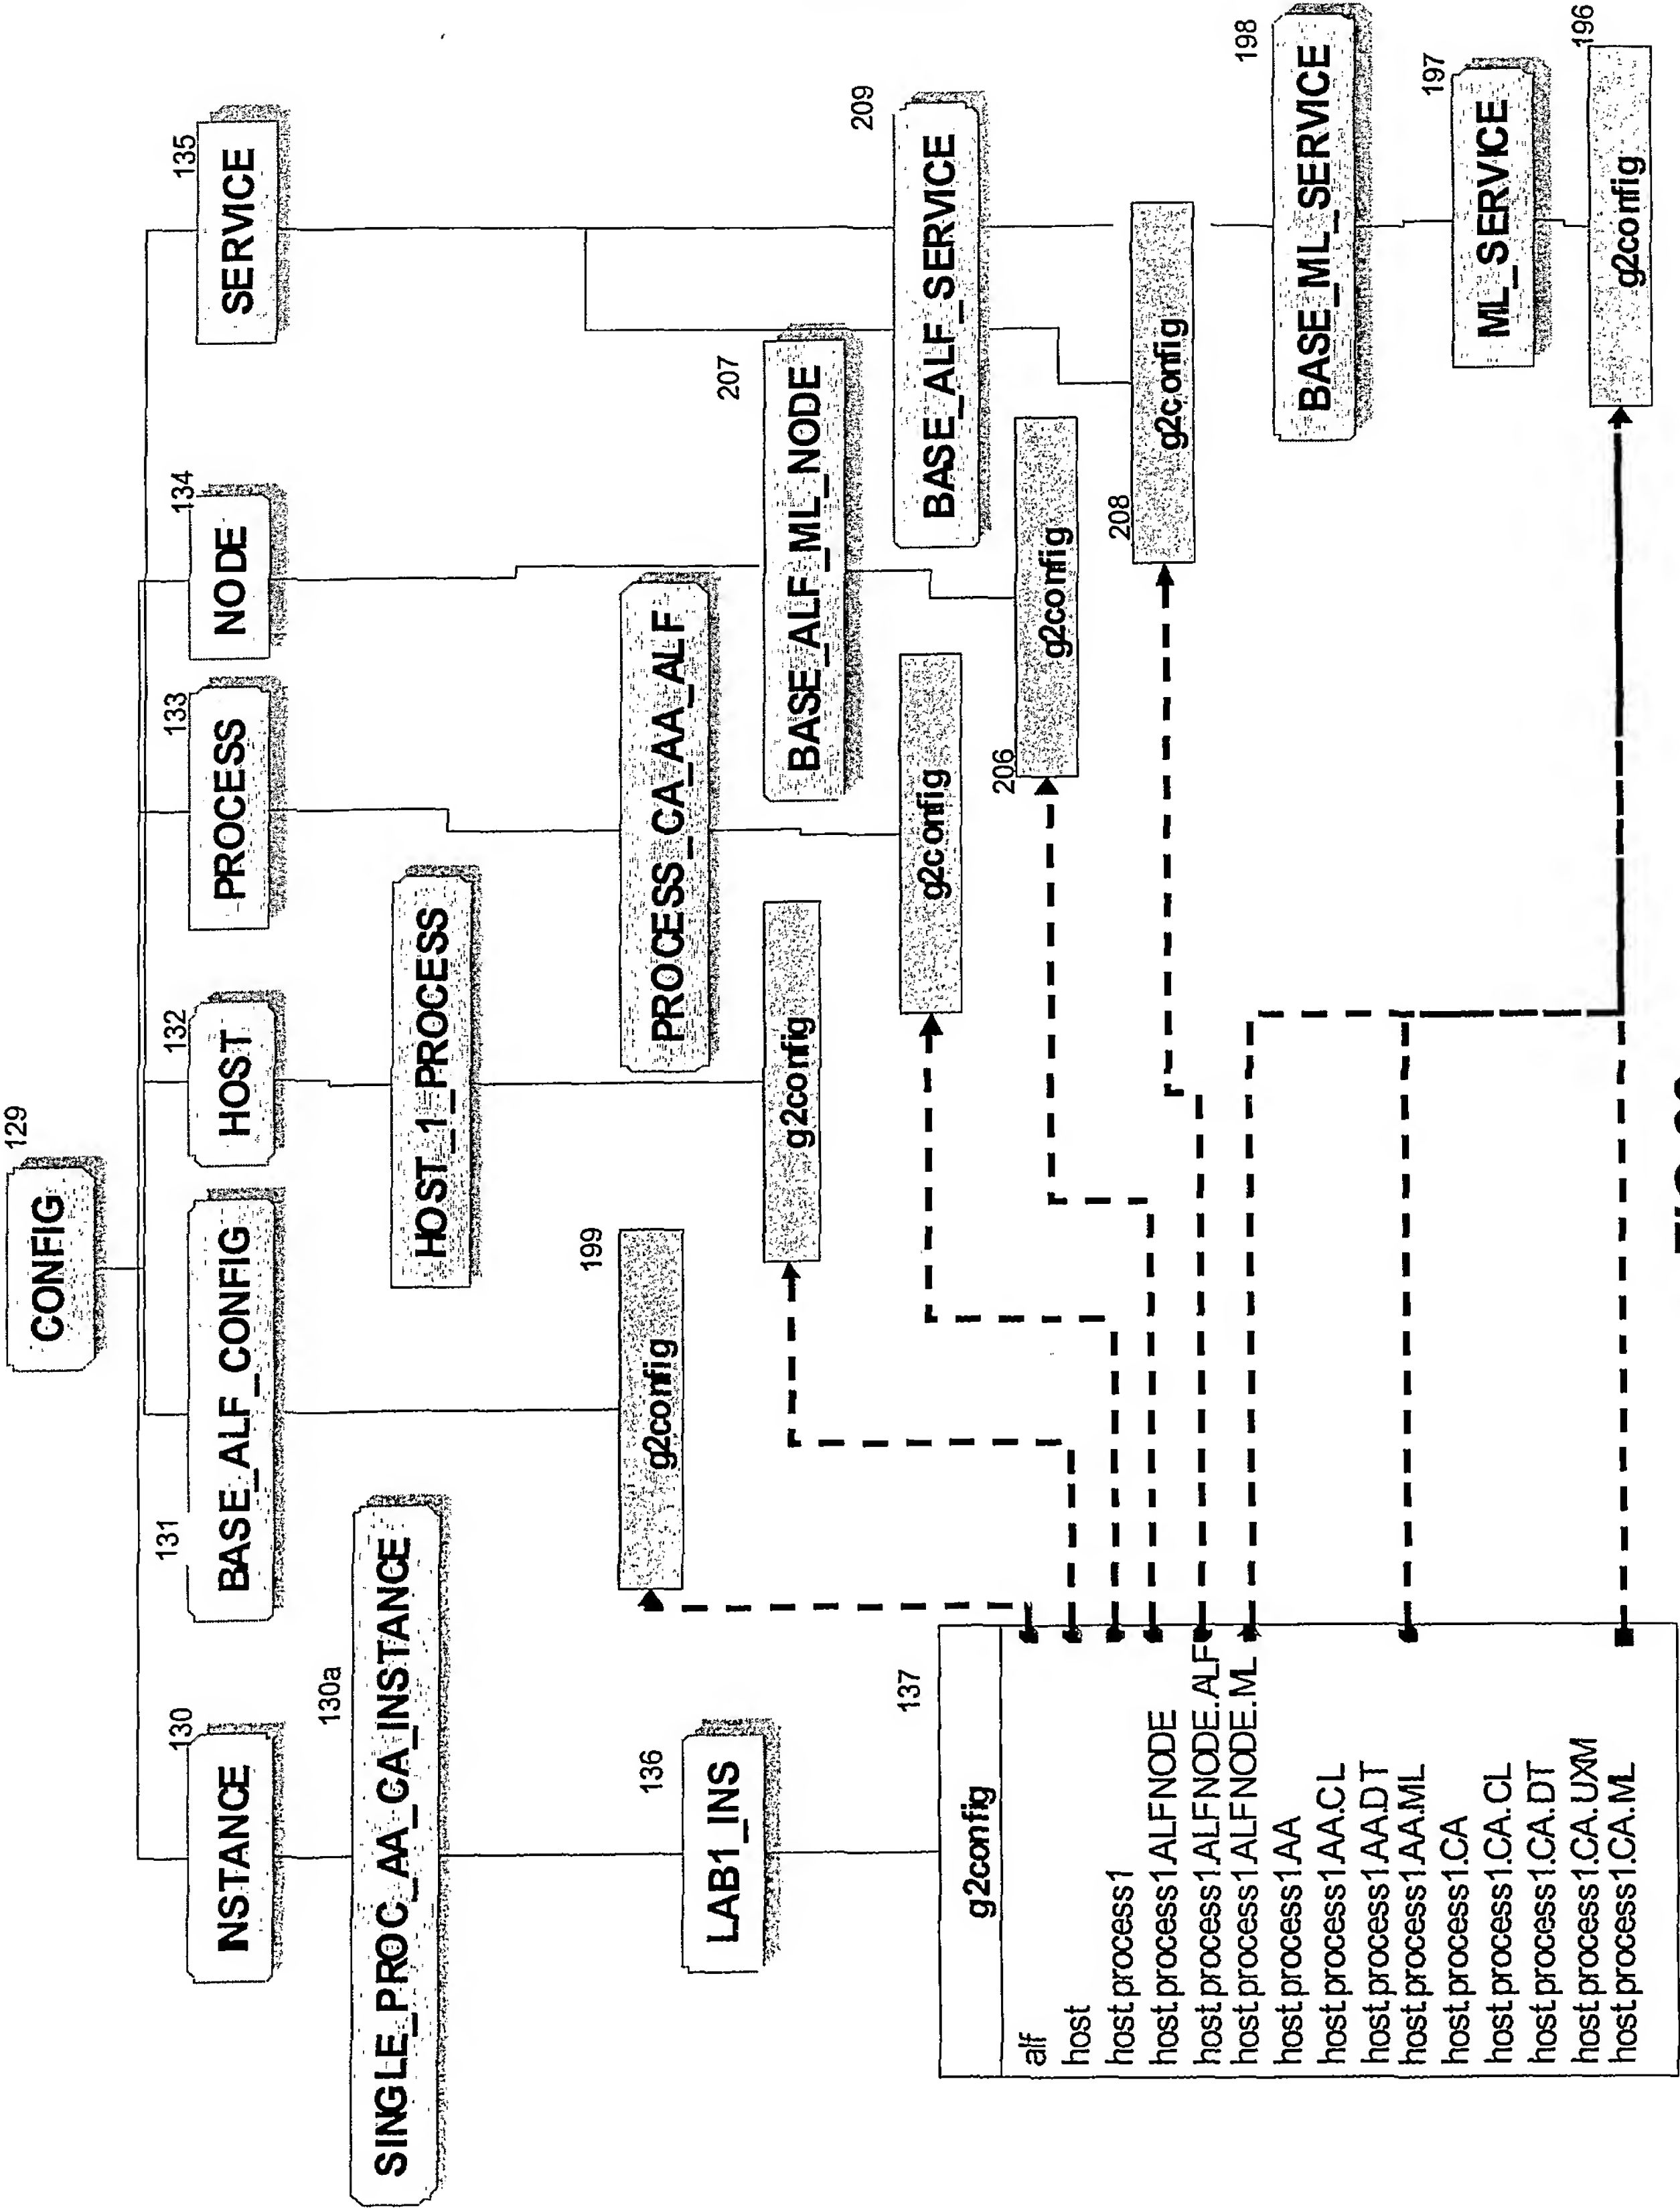 CONFIG
129
INSTANCE
130
BASE_ALF_CONFIG
131
HOST
132
PROCESS
133
NODE
134
SERVICE
135
SINGLE_PROC_AA_CA_INSTANCE
130a
HOST_1_PROCESS
LAB1_INS
136
g2config
199
PROCESS_CA_AA_ALF
g2config
BASE_ALF_ML_NODE
207
g2config
BASE_ALF_SERVICE
209
g2config
206
g2config
208
BASE_ML_SERVICE
198
ML_SERVICE
197
g2config
196
g2config
137
alf
host
host.process1
host.process1.ALFNODE
host.process1.ALFNODE.ALF
host.process1.ALFNODE.ML
host.process1.AA
host.process1.AA.CL
host.process1.AA.DT
host.process1.AA.ML
host.process1.CA
host.process1.CA.CL
host.process1.CA.DT
host.process1.CA.UXM
host.process1.CA.ML